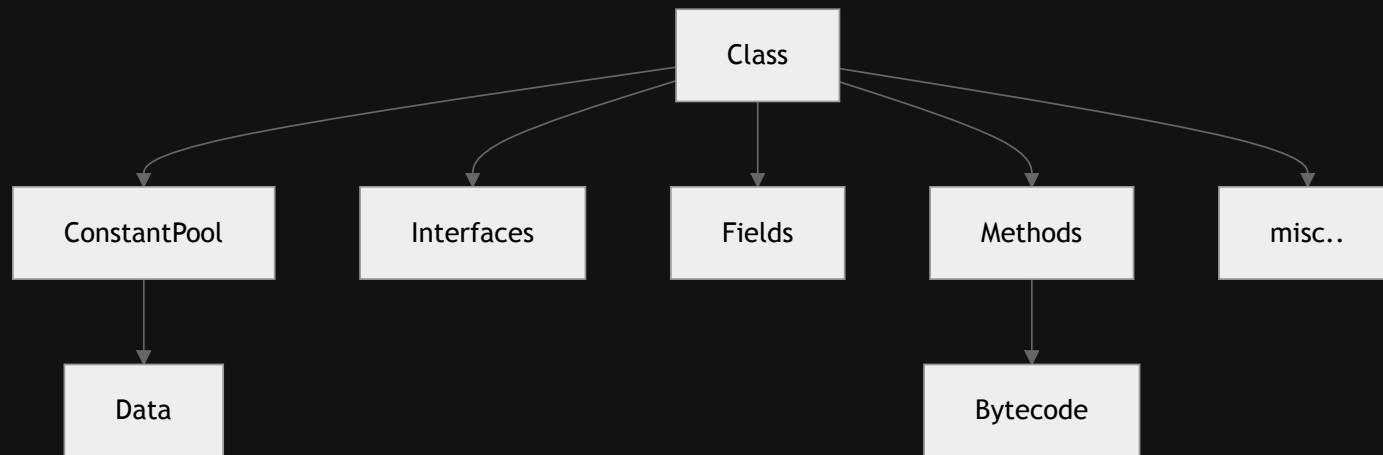 Class
ConstantPool
Interfaces
Fields
Methods
misc..
Data
Bytecode